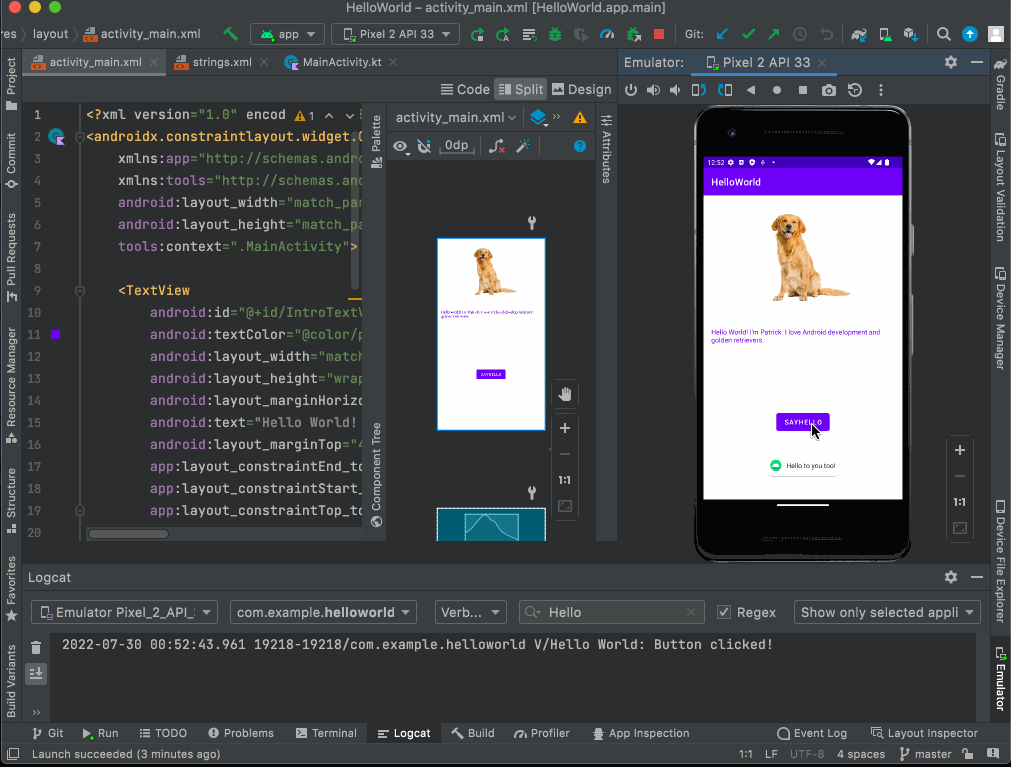 HelloWorld – activity_main.xml [HelloWorld.app.main]
res layout activity_main.xml app Pixel 2 API 33 Git:
activity_main.xml strings.xml MainActivity.kt
Emulator: Pixel 2 API 33
Code Split Design
Project
Commit
Pull Requests
Resource Manager
Structure
Favorites
Build Variants
1 <?xml version="1.0" encod 1
2 <androidx.constraintlayout.widget.
3 xmlns:app="http://schemas.andr
4 xmlns:tools="http://schemas.an
5 android:layout_width="match_pa
6 android:layout_height="match_p
7 tools:context=".MainActivity">
8
9 <TextView
10 android:id="@+id/IntroText
11 android:textColor="@color/p
12 android:layout_width="match
13 android:layout_height="wrap
14 android:layout_marginHorizo
15 android:text="Hello World!
16 android:layout_marginTop="4
17 app:layout_constraintEnd_to
18 app:layout_constraintStart_
19 app:layout_constraintTop_to
20
Palette
Component Tree
activity_main.xml
0dp
Attributes
SAYHELLO
1:1
12:52
HelloWorld
Hello World! I'm Patrick. I love Android development and
golden retrievers.
SAYHELLO
Hello to you too!
1:1
Gradle
Layout Validation
Device Manager
Device File Explorer
Emulator
Logcat
Emulator Pixel_2_API_ com.example.helloworld Verb... Hello Regex Show only selected appli
2022-07-30 00:52:43.961 19218-19218/com.example.helloworld V/Hello World: Button clicked!
Git Run TODO Problems Terminal Logcat Build Profiler App Inspection Event Log Layout Inspector
Launch succeeded (3 minutes ago) 1:1 LF UTF-8 4 spaces master